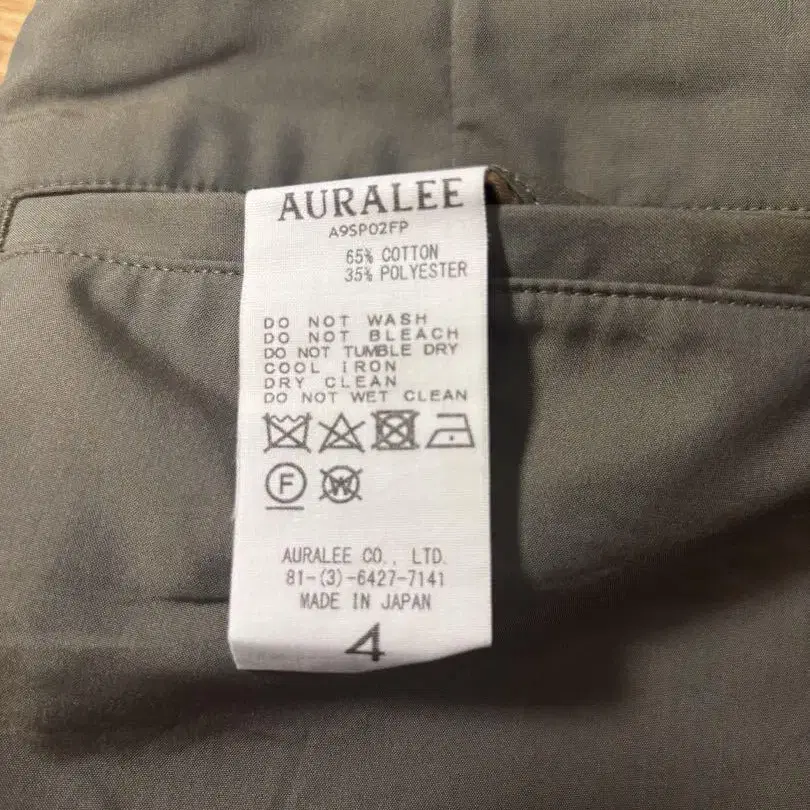 AURALEE
A9SP02FP
65% COTTON
35% POLYESTER
DO NOT WASH
DO NOT BLEACH
DO NOT TUMBLE DRY
COOL IRON
DRY CLEAN
DO NOT WET CLEAN
F W
AURALEE CO., LTD.
81-(3)-6427-7141
MADE IN JAPAN
4